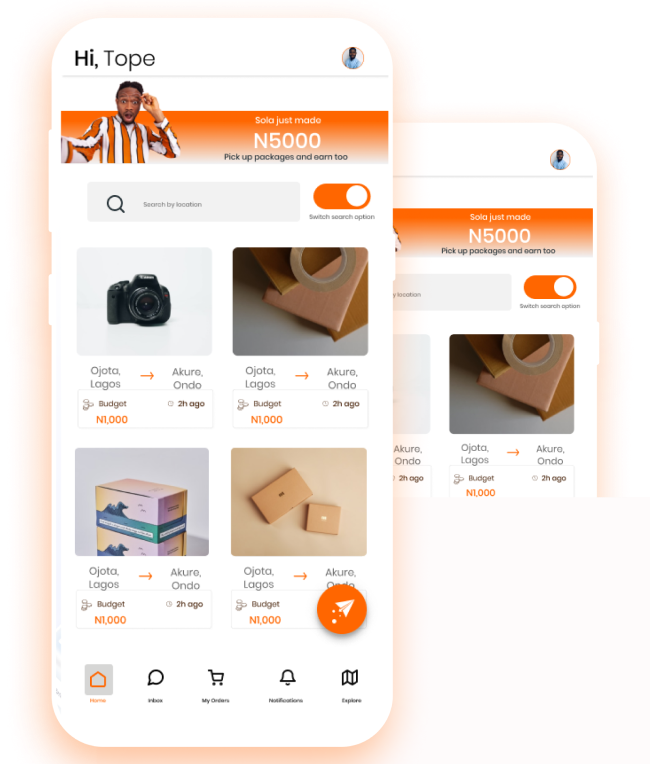 Hi, Tope
Sola just made
N5000
Pick up packages and earn too
Search by location
Switch search option
Ojota, Lagos → Akure, Ondo
Budget 2h ago
N1,000
Ojota, Lagos → Akure, Ondo
Budget 2h ago
N1,000
Ojota, Lagos → Akure, Ondo
Budget 2h ago
N1,000
Ojota, Lagos → Akure, Ondo
Budget 2h ago
N1,000
Home
Inbox
My Orders
Notifications
Explore
Sola just made
N5000
Pick up packages and earn too
y location
Switch search option
Akure, Ondo
2h ago
Ojota, Lagos → Akure, Ondo
Budget 2h ago
N1,000